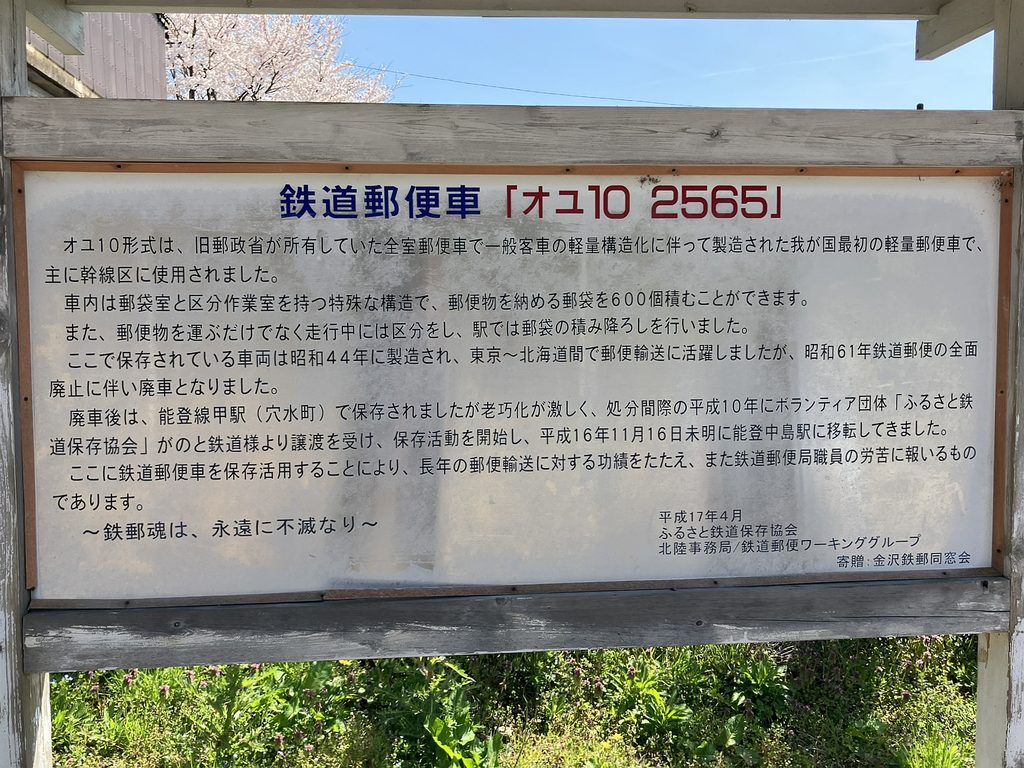 鉄道郵便車 「オユ10 2565」
オユ10形式は、旧郵政省が所有していた全室郵便車で一般客車の軽量構造化に伴って製造された我が国最初の軽量郵便車で、
主に幹線区に使用されました。
車内は郵袋室と区分作業室を持つ特殊な構造で、郵便物を納める郵袋を600個積むことができます。
また、郵便物を運ぶだけでなく走行中には区分をし、駅では郵袋の積み降ろしを行いました。
ここで保存されている車両は昭和44年に製造され、東京～北海道間で郵便輸送に活躍しましたが、昭和61年鉄道郵便の全面
廃止に伴い廃車となりました。
廃車後は、能登線甲駅（穴水町）で保存されましたが老巧化が激しく、処分間際の平成10年にボランティア団体「ふるさと鉄
道保存協会」がのと鉄道様より譲渡を受け、保存活動を開始し、平成16年11月16日未明に能登中島駅に移転してきました。
ここに鉄道郵便車を保存活用することにより、長年の郵便輸送に対する功績をたたえ、また鉄道郵便局職員の労苦に報いるもの
であります。
～鉄郵魂は、永遠に不滅なり～
平成17年4月
ふるさと鉄道保存協会
北陸事務局/鉄道郵便ワーキンググループ
寄贈：金沢鉄郵同窓会